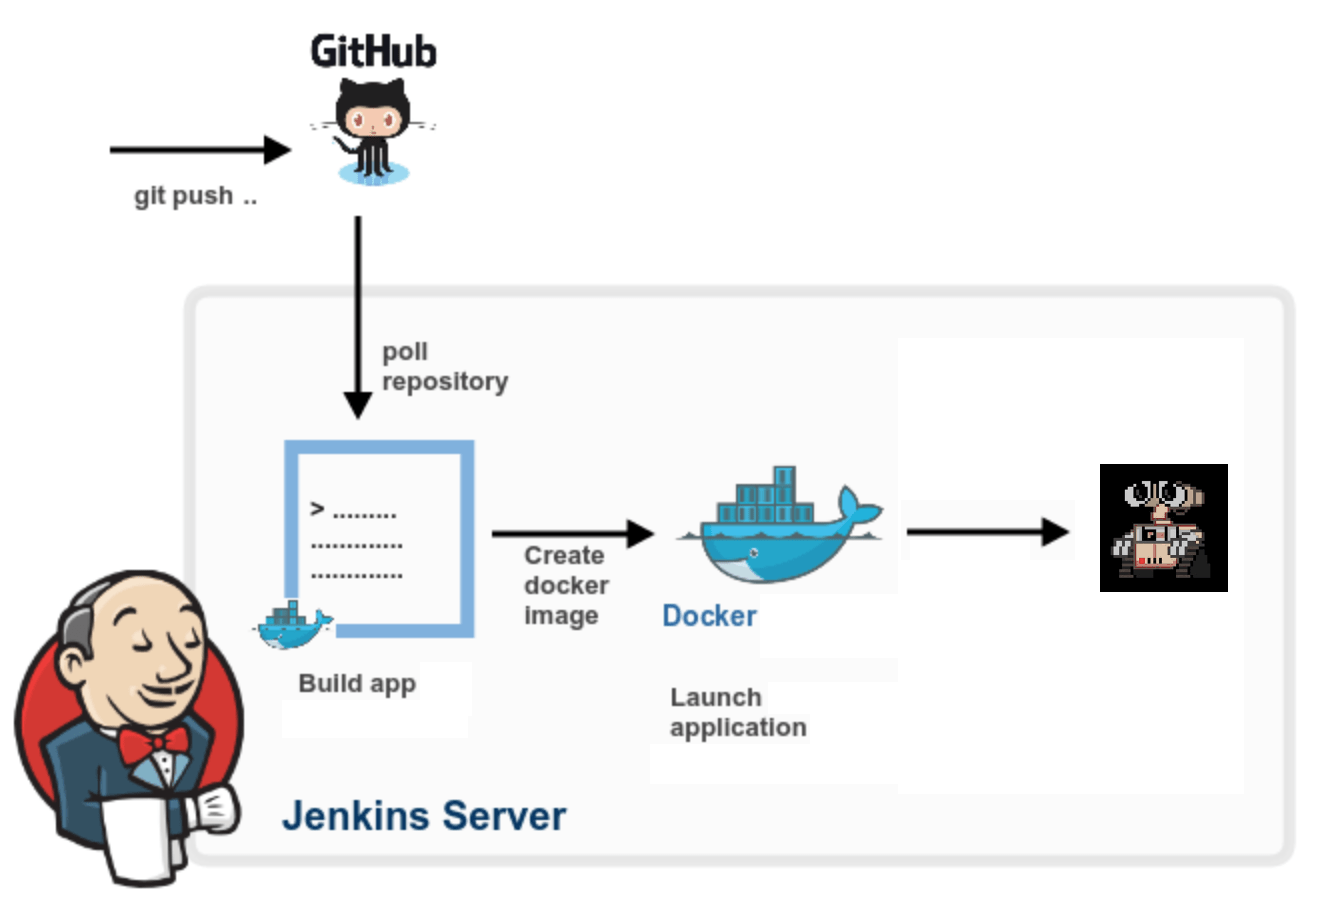 GitHub
git push ..
poll
repository
> .........
.............
.............
Create
docker
image
Docker
Build app
Launch
application
Jenkins Server